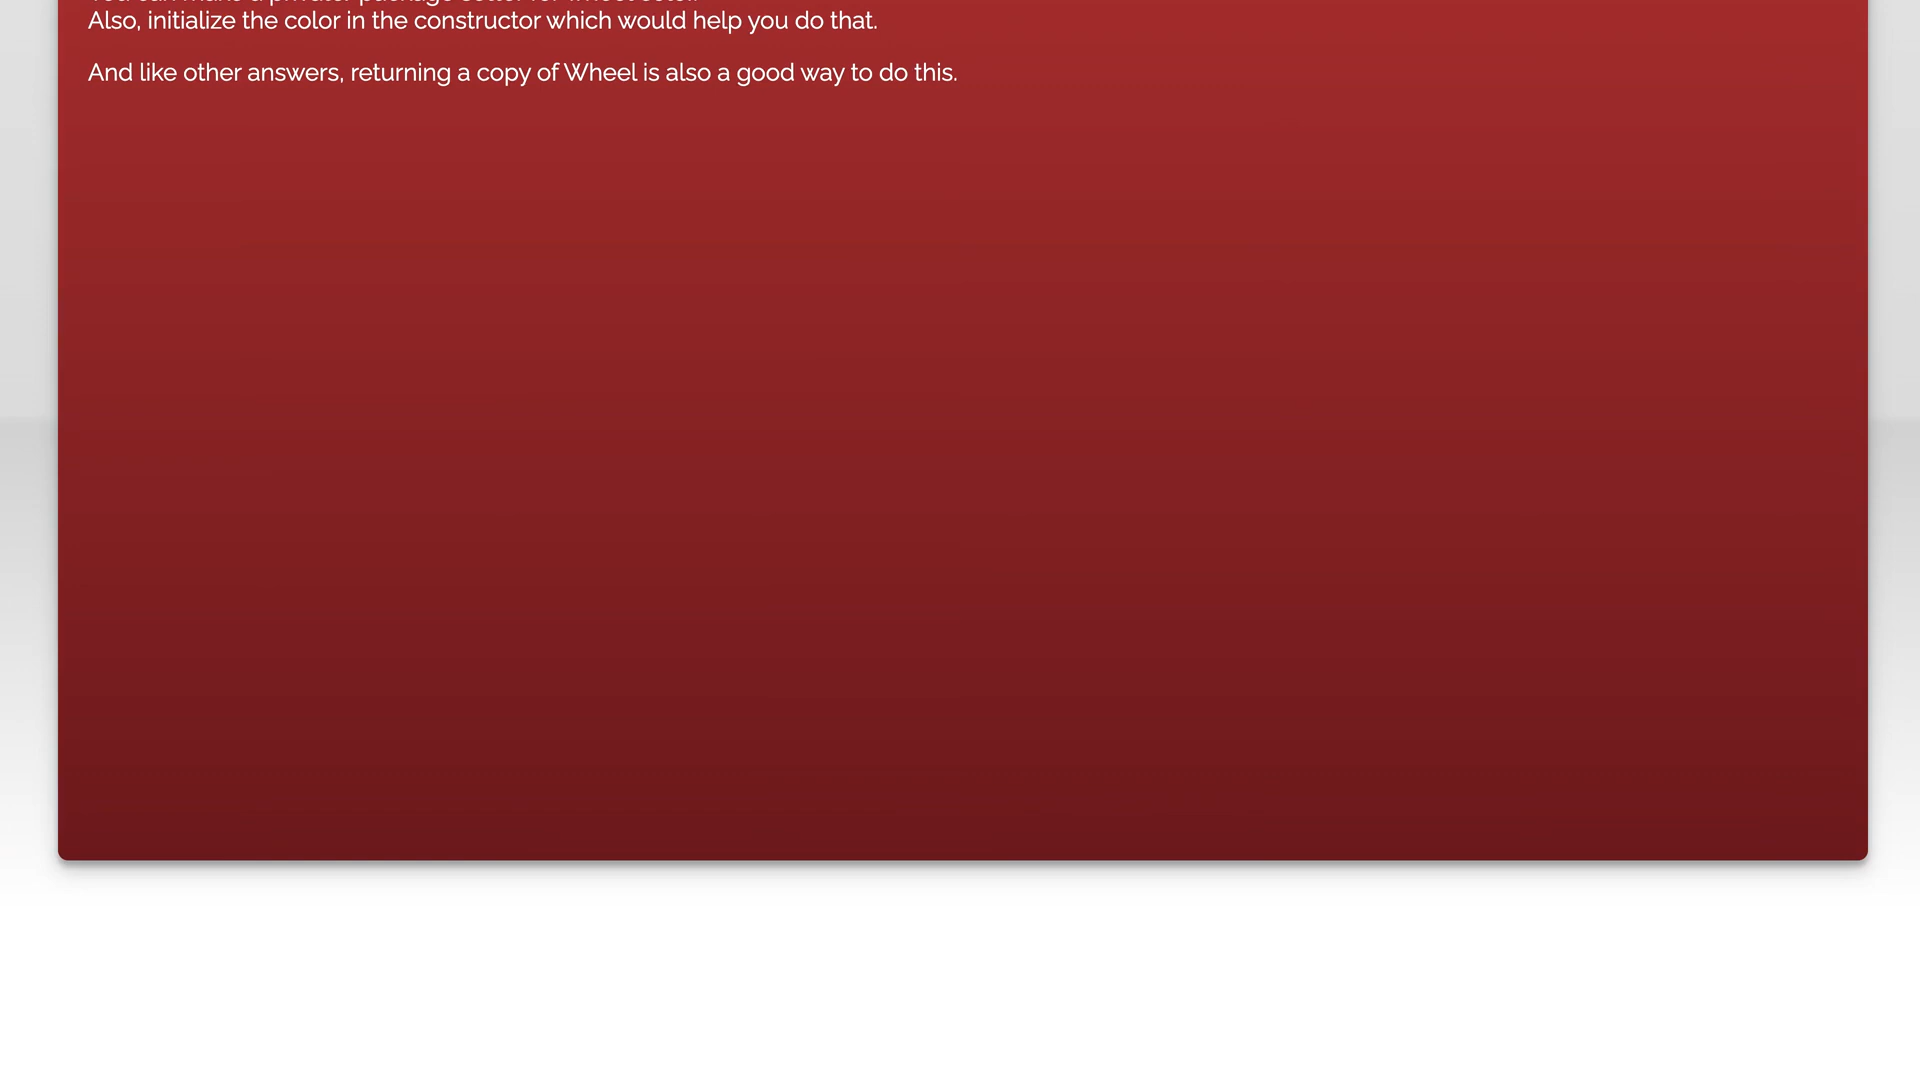 Also, initialize the color in the constructor which would help you do that.
And like other answers, returning a copy of Wheel is also a good way to do this.